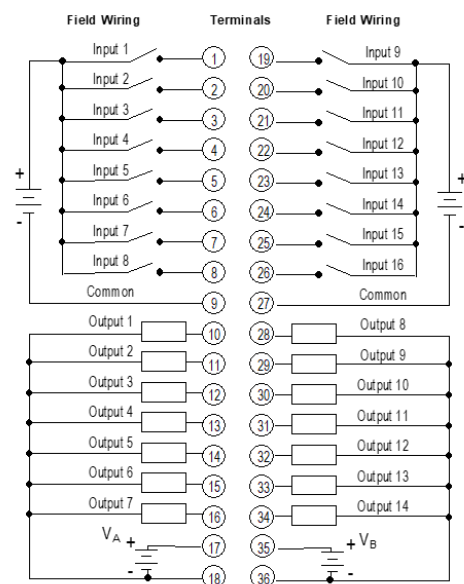 Field Wiring Terminals Field Wiring
Input 1 1 19 Input 9
Input 2 2 20 Input 10
Input 3 3 21 Input 11
Input 4 4 22 Input 12
Input 5 5 23 Input 13
Input 6 6 24 Input 14
Input 7 7 25 Input 15
Input 8 8 26 Input 16
+ +
- -
Common 9 27 Common
Output 1 10 28 Output 8
Output 2 11 29 Output 9
Output 3 12 30 Output 10
Output 4 13 31 Output 11
Output 5 14 32 Output 12
Output 6 15 33 Output 13
Output 7 16 34 Output 14
VA + 17 35 + VB
- 18 36 -